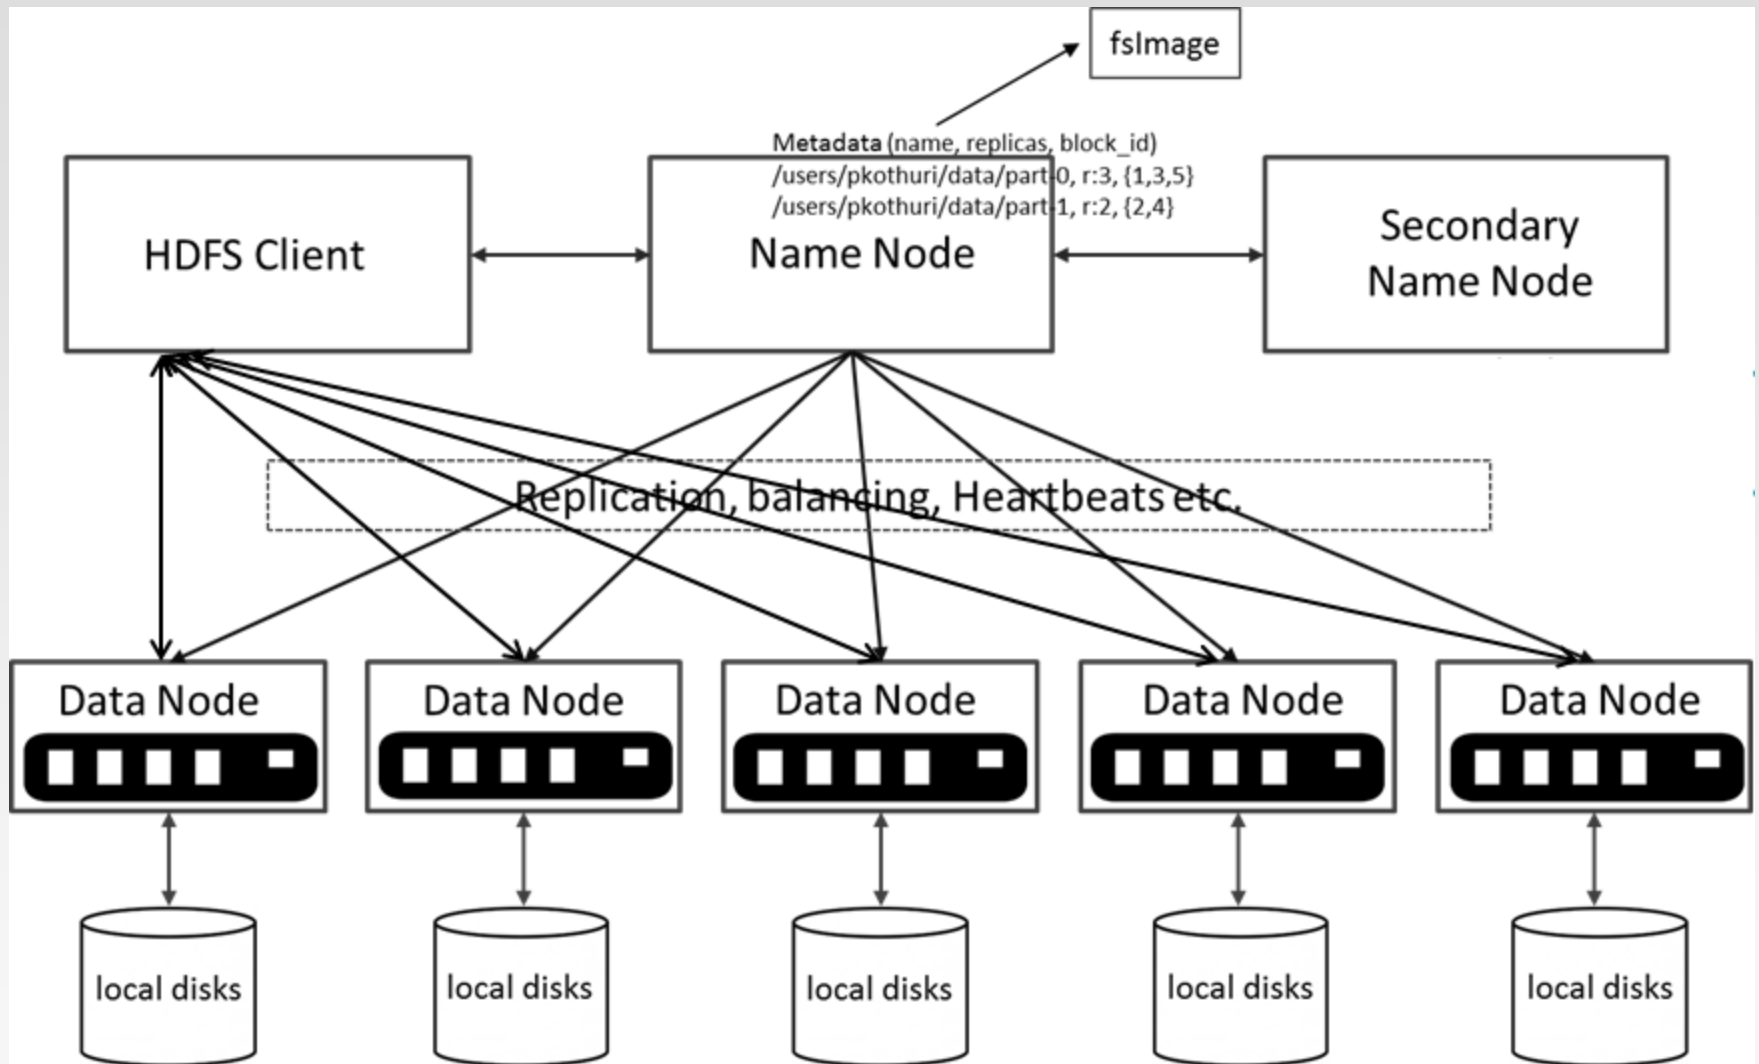 fsImage
Metadata (name, replicas, block_id)
/users/pkothuri/data/part-0, r:3, {1,3,5}
/users/pkothuri/data/part-1, r:2, {2,4}
HDFS Client
Name Node
Secondary
Name Node
Replication, balancing, Heartbeats etc.
Data Node
Data Node
Data Node
Data Node
Data Node
local disks
local disks
local disks
local disks
local disks